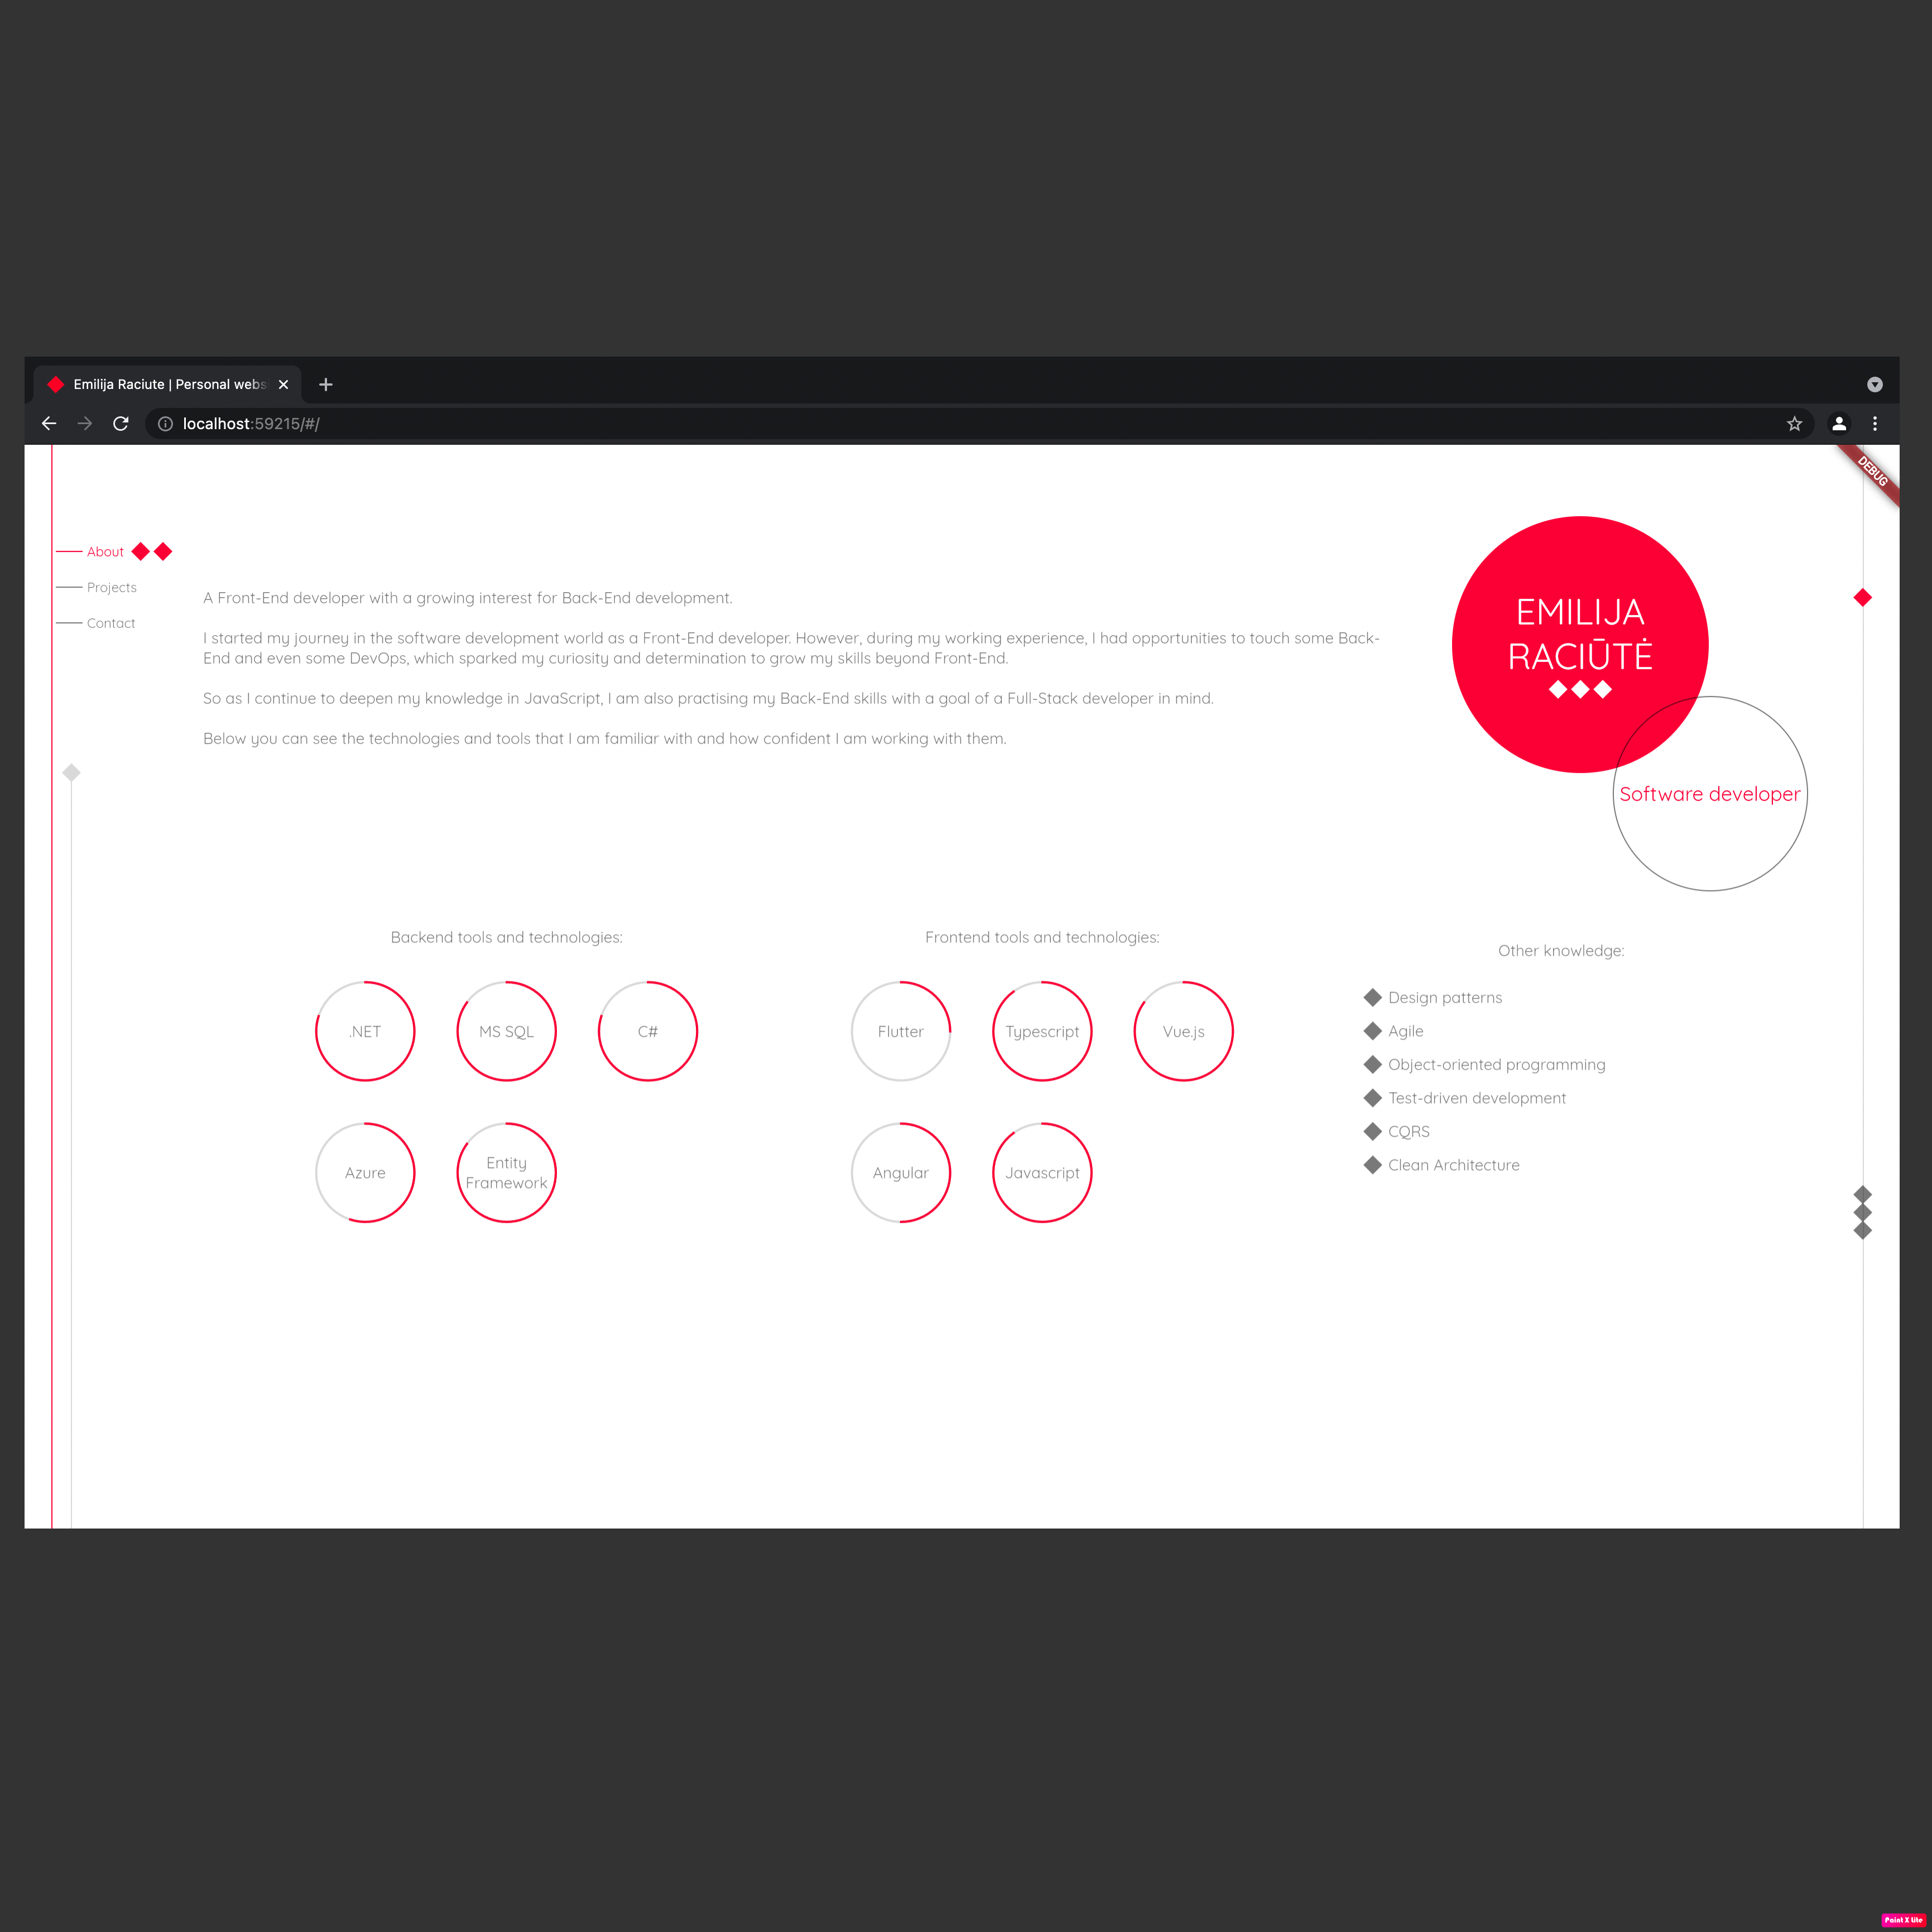 Emilija Raciute | Personal webs
localhost:59215/#/
DEBUG
About
Projects
Contact
A Front-End developer with a growing interest for Back-End development.
I started my journey in the software development world as a Front-End developer. However, during my working experience, I had opportunities to touch some Back-
End and even some DevOps, which sparked my curiosity and determination to grow my skills beyond Front-End.
So as I continue to deepen my knowledge in JavaScript, I am also practising my Back-End skills with a goal of a Full-Stack developer in mind.
Below you can see the technologies and tools that I am familiar with and how confident I am working with them.
EMILIJA
RACIŪTĖ
Software developer
Backend tools and technologies:
.NET
MS SQL
C#
Azure
Entity
Framework
Frontend tools and technologies:
Flutter
Typescript
Vue.js
Angular
Javascript
Other knowledge:
Design patterns
Agile
Object-oriented programming
Test-driven development
CQRS
Clean Architecture
Paint X Lite